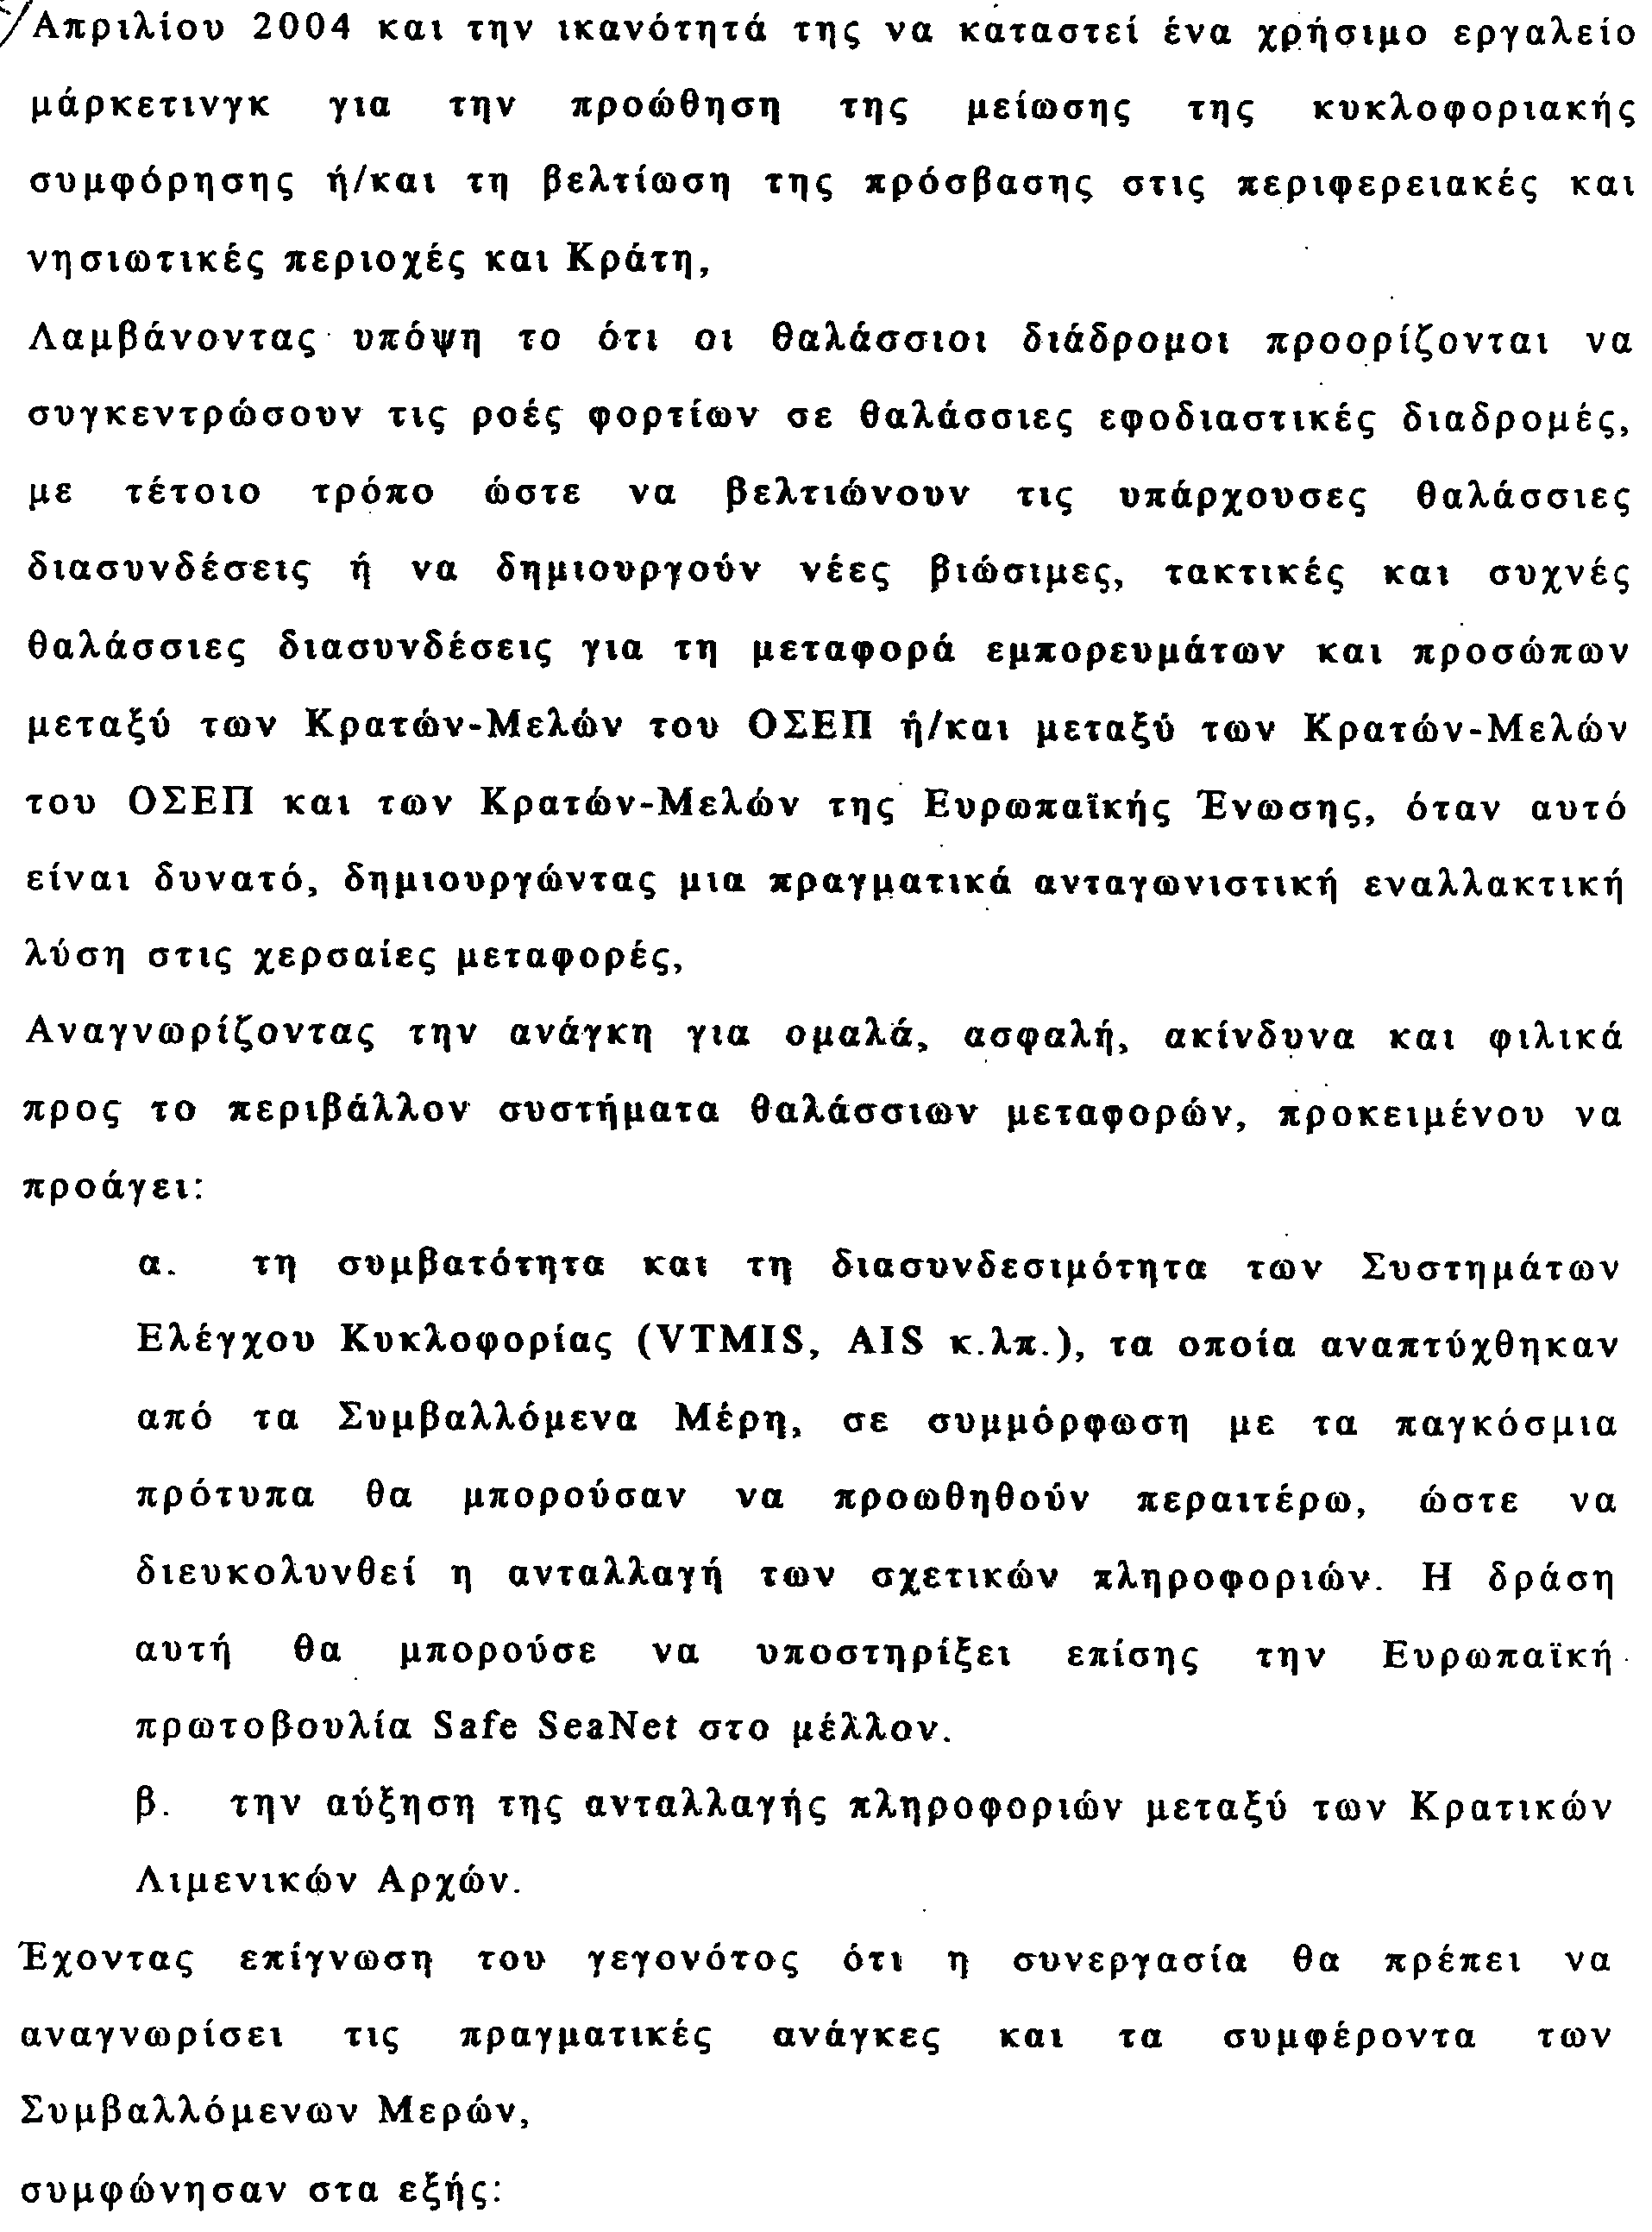 Απριλίου 2004 και την ικανότητά της να καταστεί ένα χρήσιμο εργαλείο
μάρκετινγκ για την προώθηση της μείωσης της κυκλοφοριακής
συμφόρησης ή/και τη βελτίωση της πρόσβασης στις περιφερειακές και
νησιωτικές περιοχές και Κράτη,
Λαμβάνοντας υπόψη το ότι οι θαλάσσιοι διάδρομοι προορίζονται να
συγκεντρώσουν τις ροές φορτίων σε θαλάσσιες εφοδιαστικές διαδρομές,
με τέτοιο τρόπο ώστε να βελτιώνουν τις υπάρχουσες θαλάσσιες
διασυνδέσεις ή να δημιουργούν νέες βιώσιμες, τακτικές και συχνές
θαλάσσιες διασυνδέσεις για τη μεταφορά εμπορευμάτων και προσώπων
μεταξύ των Κρατών-Μελών του ΟΣΕΠ ή/και μεταξύ των Κρατών-Μελών
του ΟΣΕΠ και των Κρατών-Μελών της Ευρωπαϊκής Ένωσης, όταν αυτό
είναι δυνατό, δημιουργώντας μια πραγματικά ανταγωνιστική εναλλακτική
λύση στις χερσαίες μεταφορές,
Αναγνωρίζοντας την ανάγκη για ομαλά, ασφαλή, ακίνδυνα και φιλικά
προς το περιβάλλον συστήματα θαλάσσιων μεταφορών, προκειμένου να
προάγει:
α. τη συμβατότητα και τη διασυνδεσιμότητα των Συστημάτων
Ελέγχου Κυκλοφορίας (VTMIS, AIS κ.λπ.), τα οποία αναπτύχθηκαν
από τα Συμβαλλόμενα Μέρη, σε συμμόρφωση με τα παγκόσμια
πρότυπα θα μπορούσαν να προωθηθούν περαιτέρω, ώστε να
διευκολυνθεί η ανταλλαγή των σχετικών πληροφοριών. Η δράση
αυτή θα μπορούσε να υποστηρίξει επίσης την Ευρωπαϊκή
πρωτοβουλία Safe SeaNet στο μέλλον.
β. την αύξηση της ανταλλαγής πληροφοριών μεταξύ των Κρατικών
Λιμενικών Αρχών.
Έχοντας επίγνωση του γεγονότος ότι η συνεργασία θα πρέπει να
αναγνωρίσει τις πραγματικές ανάγκες και τα συμφέροντα των
Συμβαλλόμενων Μερών,
συμφώνησαν στα εξής: